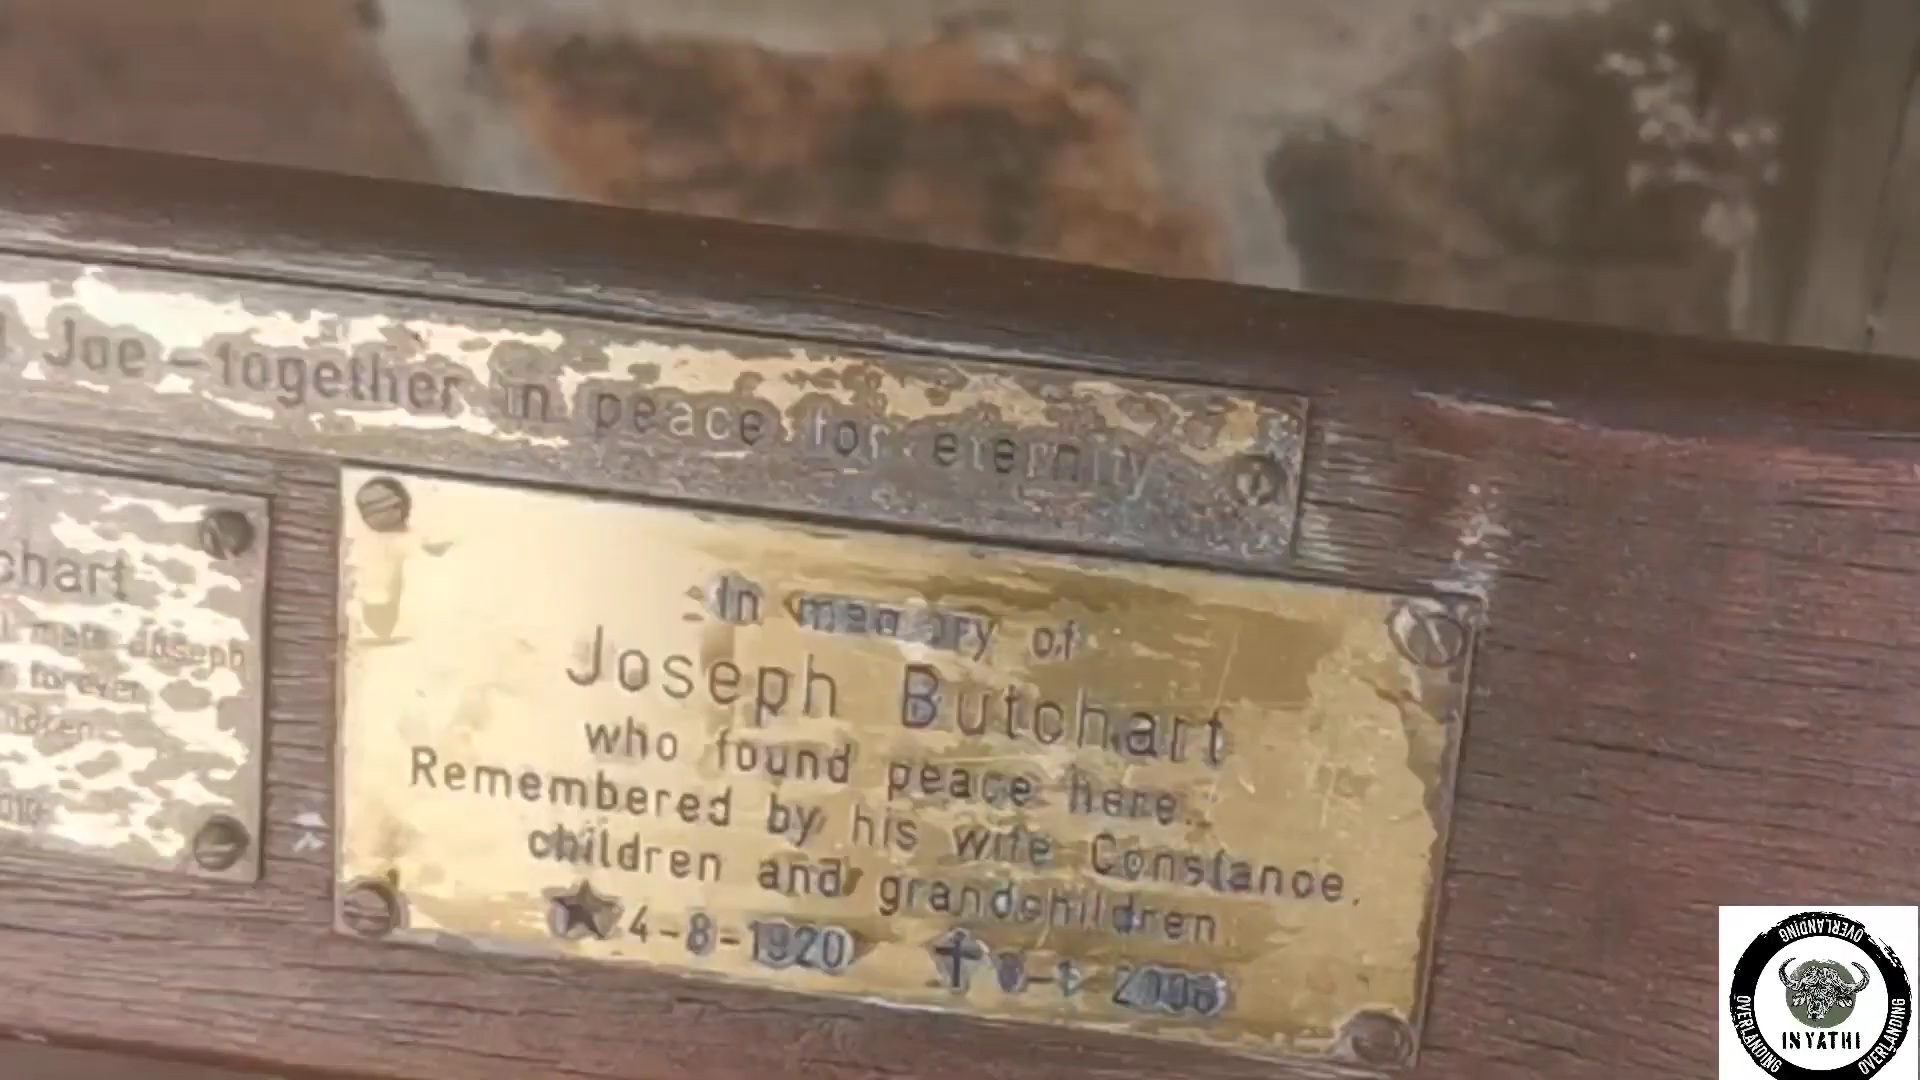 Joe - together in peace for eternity
chart
forever
In memory of
Joseph Butchart
who found peace here.
Remembered by his wife Constance.
children and grandchildren.
★ 4-8-1920 ✝
OVERLANDING
INYATHI
OVERLANDING
OVERLANDING